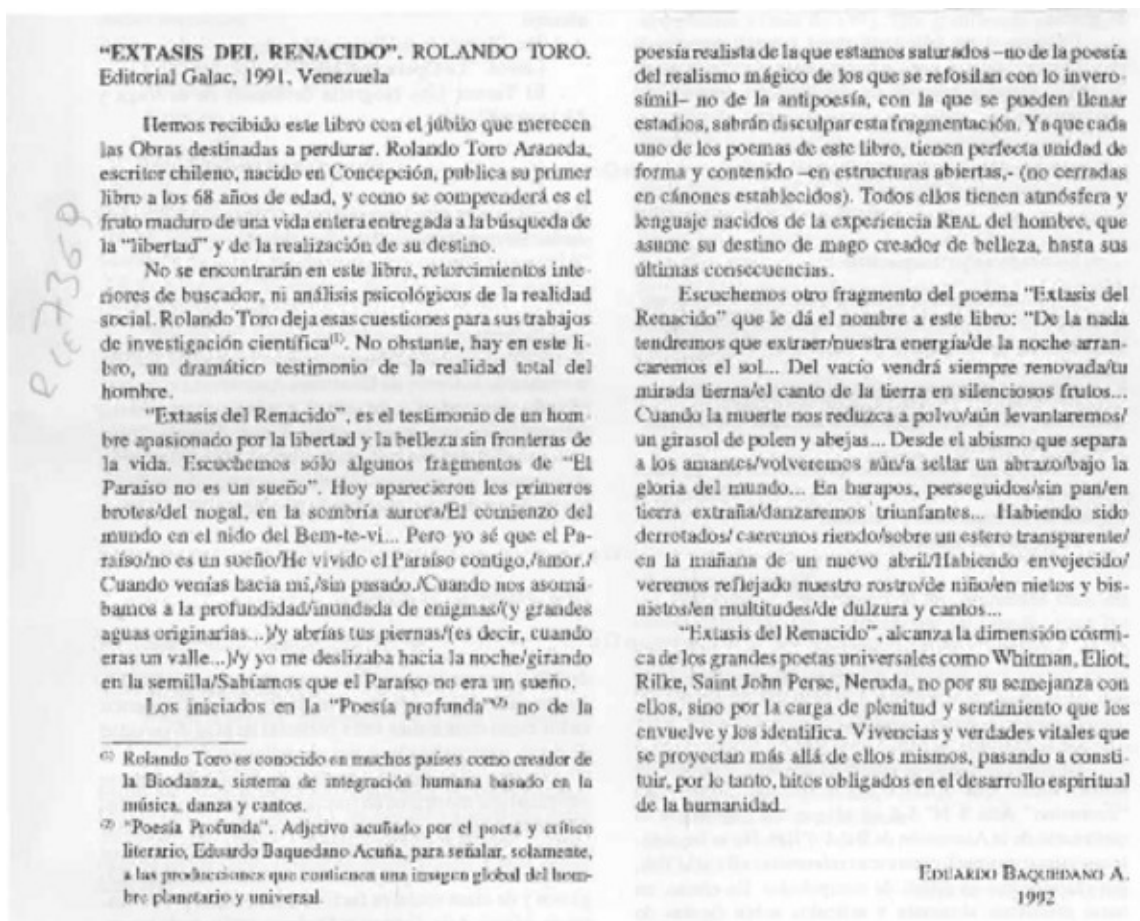 “EXTASIS DEL RENACIDO”. ROLANDO TORO.
Editorial Galac, 1991, Venezuela
Hemos recibido este libro con el júbilo que merecen
las Obras destinadas a perdurar. Rolando Toro Araneda,
escritor chileno, nacido en Concepción, publica su primer
libro a los 68 años de edad, y como se comprenderá es el
fruto maduro de una vida entera entregada a la búsqueda de
la “libertad” y de la realización de su destino.
No se encontrarán en este libro, retorcimientos inte-
riores de buscador, ni análisis psicológicos de la realidad
social. Rolando Toro deja esas cuestiones para sus trabajos
de investigación científica(1). No obstante, hay en este li-
bro, un dramático testimonio de la realidad total del
hombre.
“Extasis del Renacido”, es el testimonio de un hom-
bre apasionado por la libertad y la belleza sin fronteras de
la vida. Escuchemos sólo algunos fragmentos de “El
Paraíso no es un sueño”. Hoy aparecieron los primeros
brotes/del nogal, en la sombría aurora/El comienzo del
mundo en el nido del Bem-te-vi... Pero yo sé que el Pa-
raíso/no es un sueño/He vivido el Paraíso contigo,/amor./
Cuando venías hacia mí,/sin pasado./Cuando nos asomá-
bamos a la profundidad/inundada de enigmas/(y grandes
aguas originarias...)/y abrías tus piernas/(es decir, cuando
eras un valle...)/y yo me deslizaba hacia la noche/girando
en la semilla/Sabíamos que el Paraíso no era un sueño.
Los iniciados en la “Poesía profunda”(2) no de la
(1) Rolando Toro es conocido en muchos países como creador de
la Biodanza, sistema de integración humana basado en la
música, danza y cantos.
(2) “Poesía Profunda”. Adjetivo acuñado por el poeta y crítico
literario, Eduardo Baquedano Acuña, para señalar, solamente,
a las producciones que contienen una imagen global del hom-
bre planetario y universal.
poesía realista de la que estamos saturados –no de la poesía
del realismo mágico de los que se refosilan con lo invero-
símil– no de la antipoesía, con la que se pueden llenar
estadios, sabrán disculpar esta fragmentación. Ya que cada
uno de los poemas de este libro, tienen perfecta unidad de
forma y contenido –en estructuras abiertas,- (no cerradas
en cánones establecidos). Todos ellos tienen atmósfera y
lenguaje nacidos de la experiencia REAL del hombre, que
asume su destino de mago creador de belleza, hasta sus
últimas consecuencias.
Escuchemos otro fragmento del poema “Extasis del
Renacido” que le dá el nombre a este libro: “De la nada
tendremos que extraer/nuestra energía/de la noche arran-
caremos el sol... Del vacío vendrá siempre renovada/tu
mirada tierna/el canto de la tierra en silenciosos frutos...
Cuando la muerte nos reduzca a polvo/aún levantaremos/
un girasol de polen y abejas... Desde el abismo que separa
a los amantes/volveremos aún/a sellar un abrazo/bajo la
gloria del mundo... En harapos, perseguidos/sin pan/en
tierra extraña/danzaremos triunfantes... Habiendo sido
derrotados/ caeremos riendo/sobre un estero transparente/
en la mañana de un nuevo abril/Habiendo envejecido/
veremos reflejado nuestro rostro/de niño/en nietos y bis-
nietos/en multitudes/de dulzura y cantos...
“Extasis del Renacido”, alcanza la dimensión cósmi-
ca de los grandes poetas universales como Whitman, Eliot,
Rilke, Saint John Perse, Neruda, no por su semejanza con
ellos, sino por la carga de plenitud y sentimiento que los
envuelve y los identifica. Vivencias y verdades vitales que
se proyectan más allá de ellos mismos, pasando a consti-
tuir, por lo tanto, hitos obligados en el desarrollo espiritual
de la humanidad.
EDUARDO BAQUEDANO A.
1992